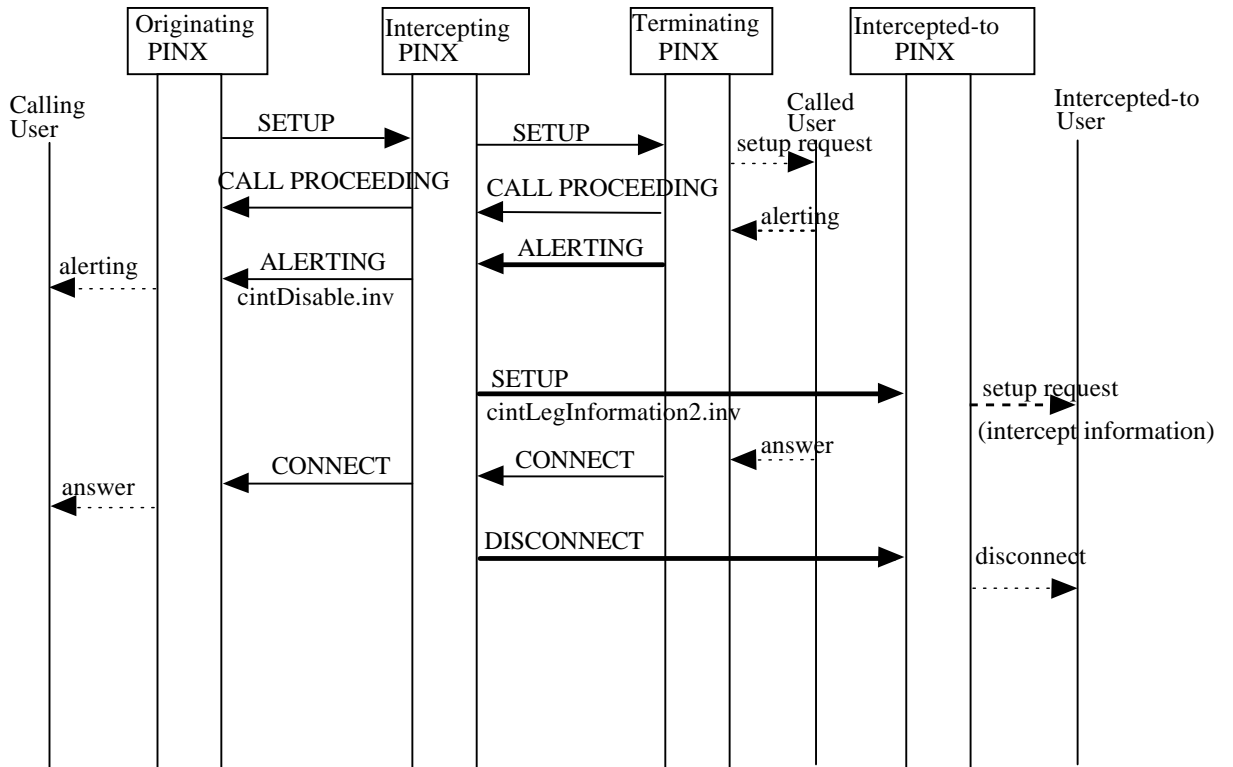 Originating
PINX
Intercepting
PINX
Terminating
PINX
Intercepted-to
PINX
Calling
User
Called
User
Intercepted-to
User
SETUP
SETUP
setup request
CALL PROCEEDING
CALL PROCEEDING
alerting
ALERTING
ALERTING
alerting
cintDisable.inv
SETUP
setup request
cintLegInformation2.inv
(intercept information)
answer
CONNECT
CONNECT
answer
DISCONNECT
disconnect